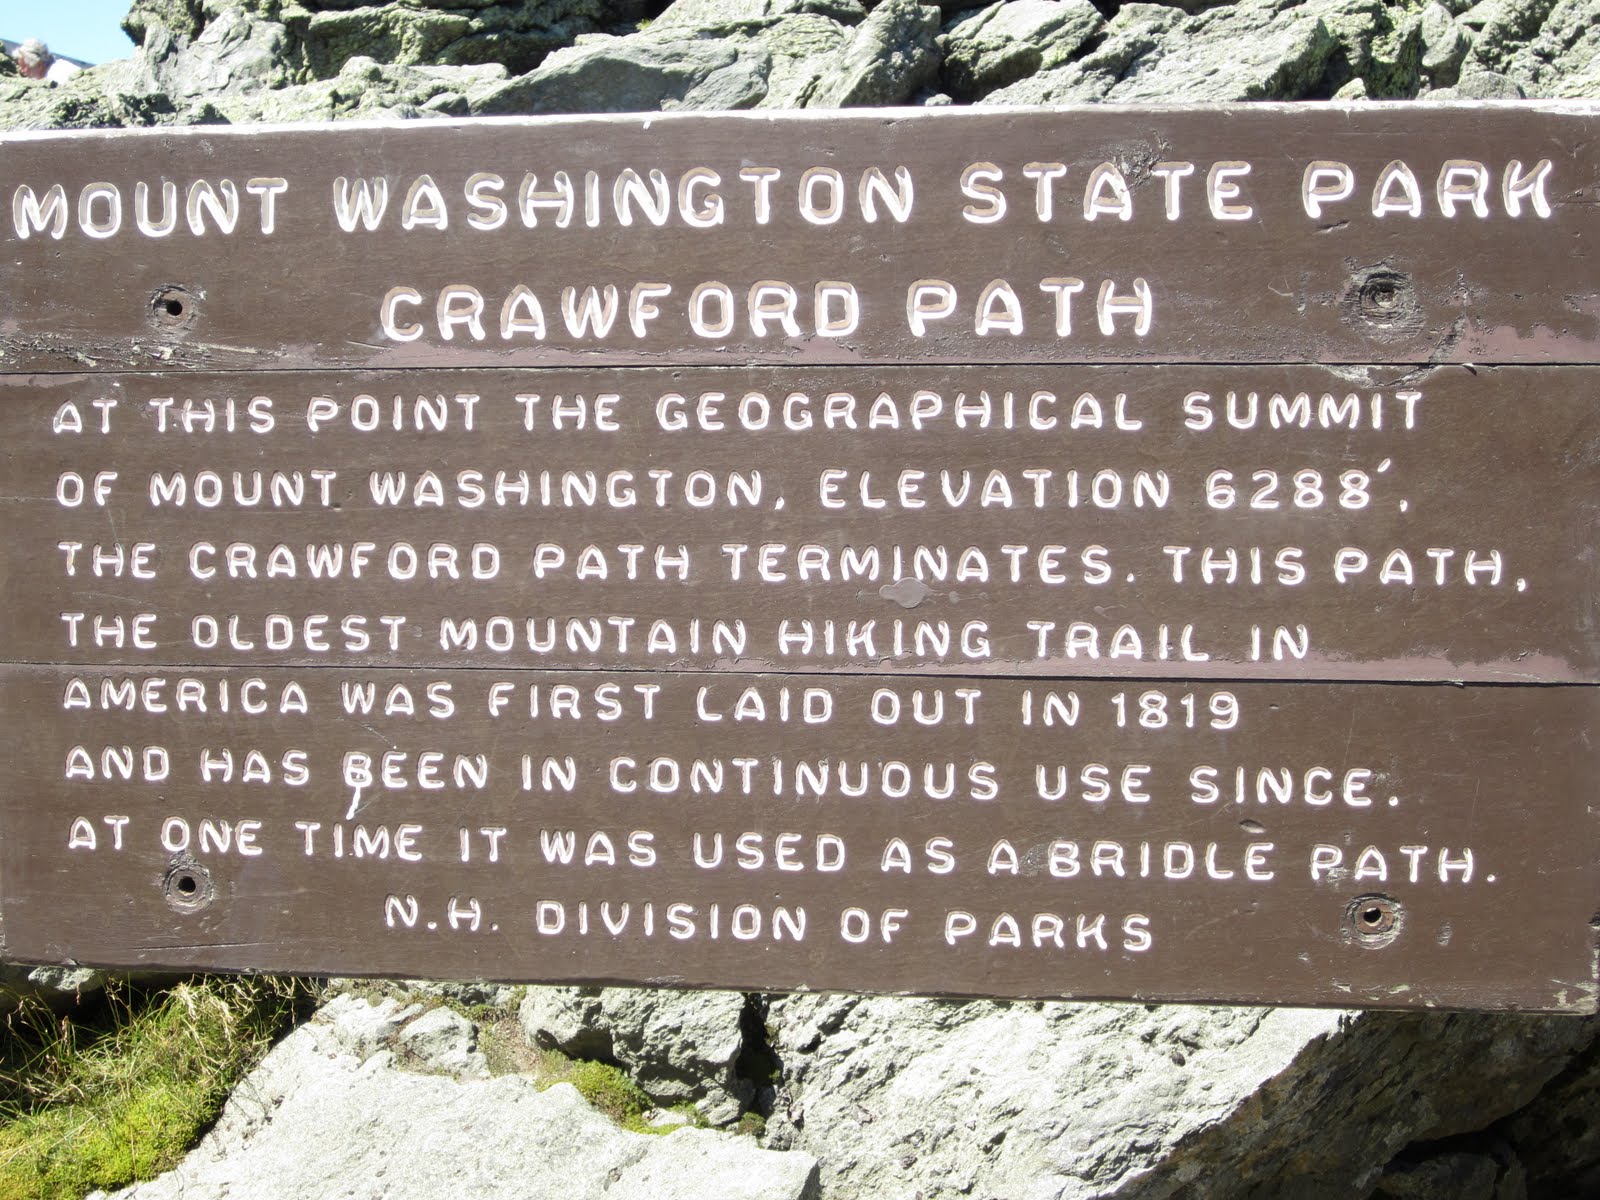 MOUNT WASHINGTON STATE PARK
CRAWFORD PATH
AT THIS POINT THE GEOGRAPHICAL SUMMIT
OF MOUNT WASHINGTON, ELEVATION 6288',
THE CRAWFORD PATH TERMINATES. THIS PATH,
THE OLDEST MOUNTAIN HIKING TRAIL IN
AMERICA WAS FIRST LAID OUT IN 1819
AND HAS BEEN IN CONTINUOUS USE SINCE.
AT ONE TIME IT WAS USED AS A BRIDLE PATH.
N.H. DIVISION OF PARKS